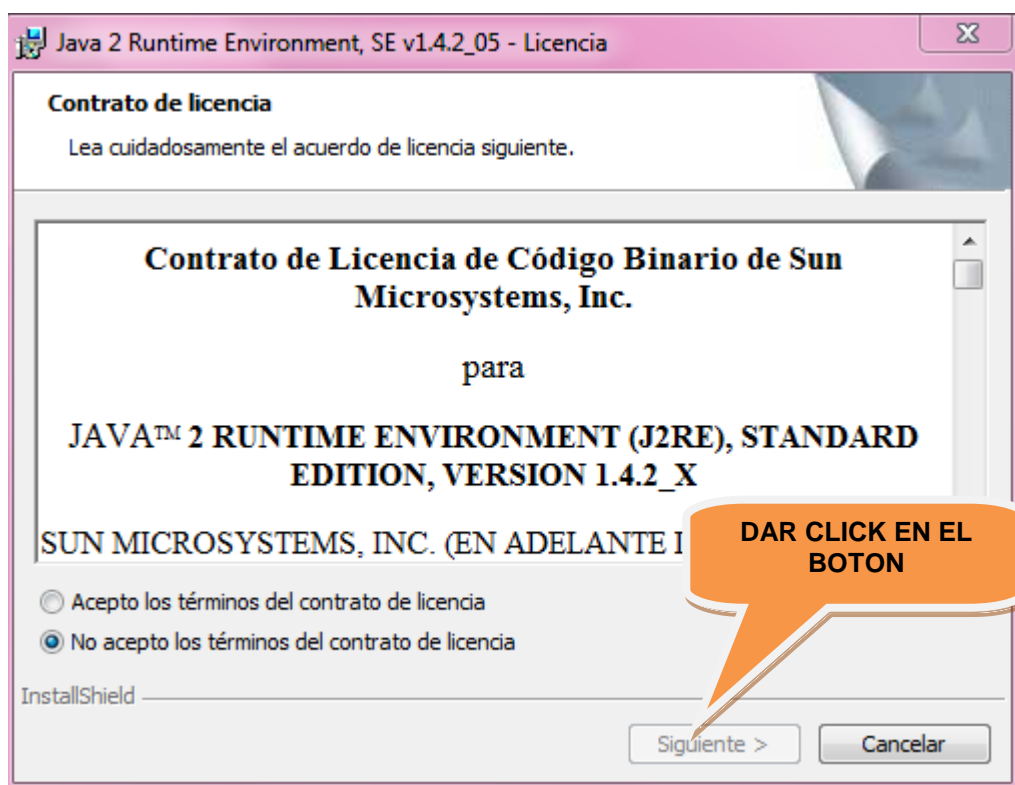 Java 2 Runtime Environment, SE v1.4.2_05 - Licencia
Contrato de licencia
Lea cuidadosamente el acuerdo de licencia siguiente.
Contrato de Licencia de Código Binario de Sun
Microsystems, Inc.
para
JAVA™ 2 RUNTIME ENVIRONMENT (J2RE), STANDARD
EDITION, VERSION 1.4.2_X
SUN MICROSYSTEMS, INC. (EN ADELANTE
DAR CLICK EN EL
BOTON
Acepto los términos del contrato de licencia
No acepto los términos del contrato de licencia
InstallShield
Siguiente >
Cancelar